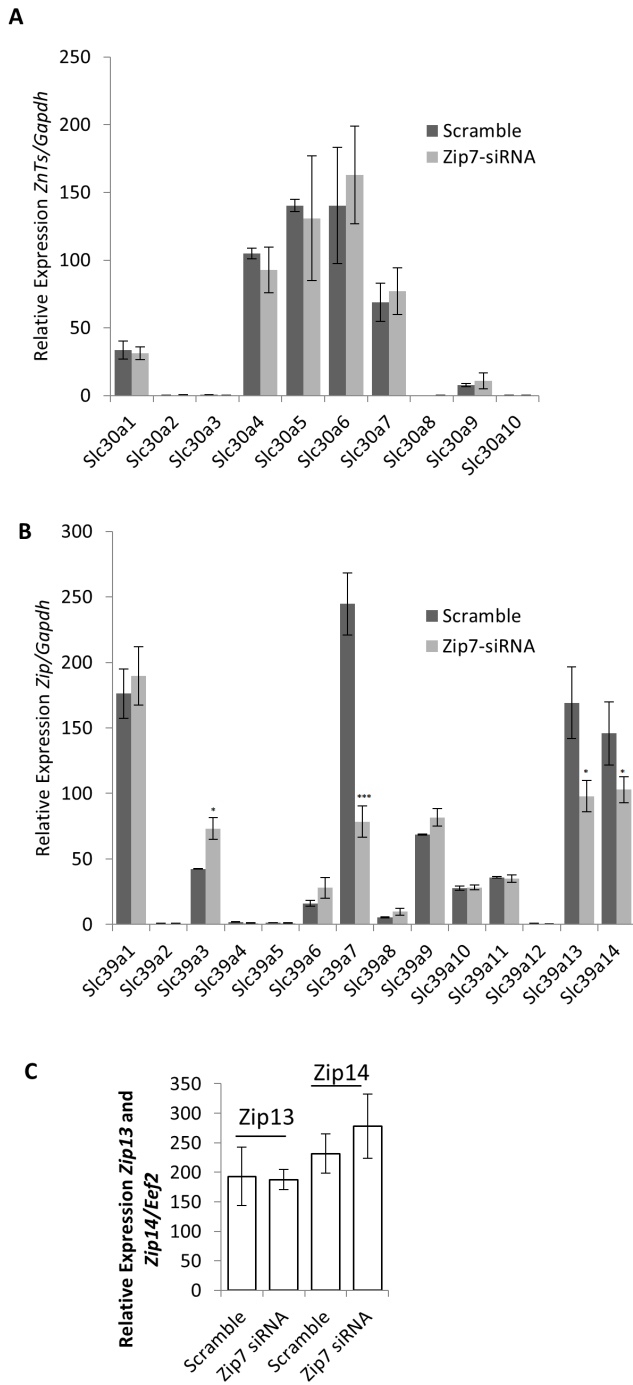 A
Relative Expression ZnTs/Gapdh
250
200
150
100
50
0
Scramble
Zip7-siRNA
Slc30a1
Slc30a2
Slc30a3
Slc30a4
Slc30a5
Slc30a6
Slc30a7
Slc30a8
Slc30a9
Slc30a10
B
Relative Expression Zip/Gapdh
300
250
200
150
100
50
0
Scramble
Zip7-siRNA
*
***
*
*
Slc39a1
Slc39a2
Slc39a3
Slc39a4
Slc39a5
Slc39a6
Slc39a7
Slc39a8
Slc39a9
Slc39a10
Slc39a11
Slc39a12
Slc39a13
Slc39a14
C
Relative Expression Zip13 and
Zip14/Eef2
350
300
250
200
150
100
50
0
Zip13
Zip14
Scramble
Zip7 siRNA
Scramble
Zip7 siRNA